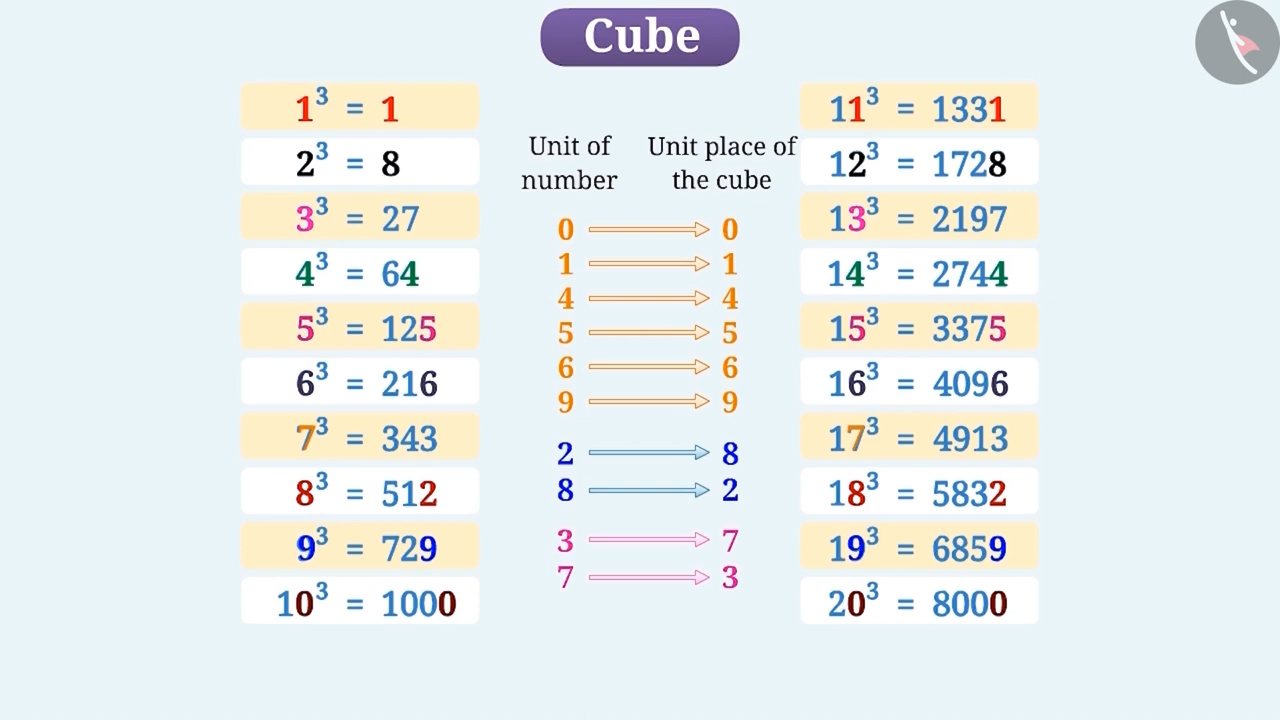 Cube
1³ = 1
2³ = 8
3³ = 27
4³ = 64
5³ = 125
6³ = 216
7³ = 343
8³ = 512
9³ = 729
10³ = 1000
Unit of number
Unit place of the cube
0 → 0
1 → 1
4 → 4
5 → 5
6 → 6
9 → 9
2 → 8
8 → 2
3 → 7
7 → 3
11³ = 1331
12³ = 1728
13³ = 2197
14³ = 2744
15³ = 3375
16³ = 4096
17³ = 4913
18³ = 5832
19³ = 6859
20³ = 8000